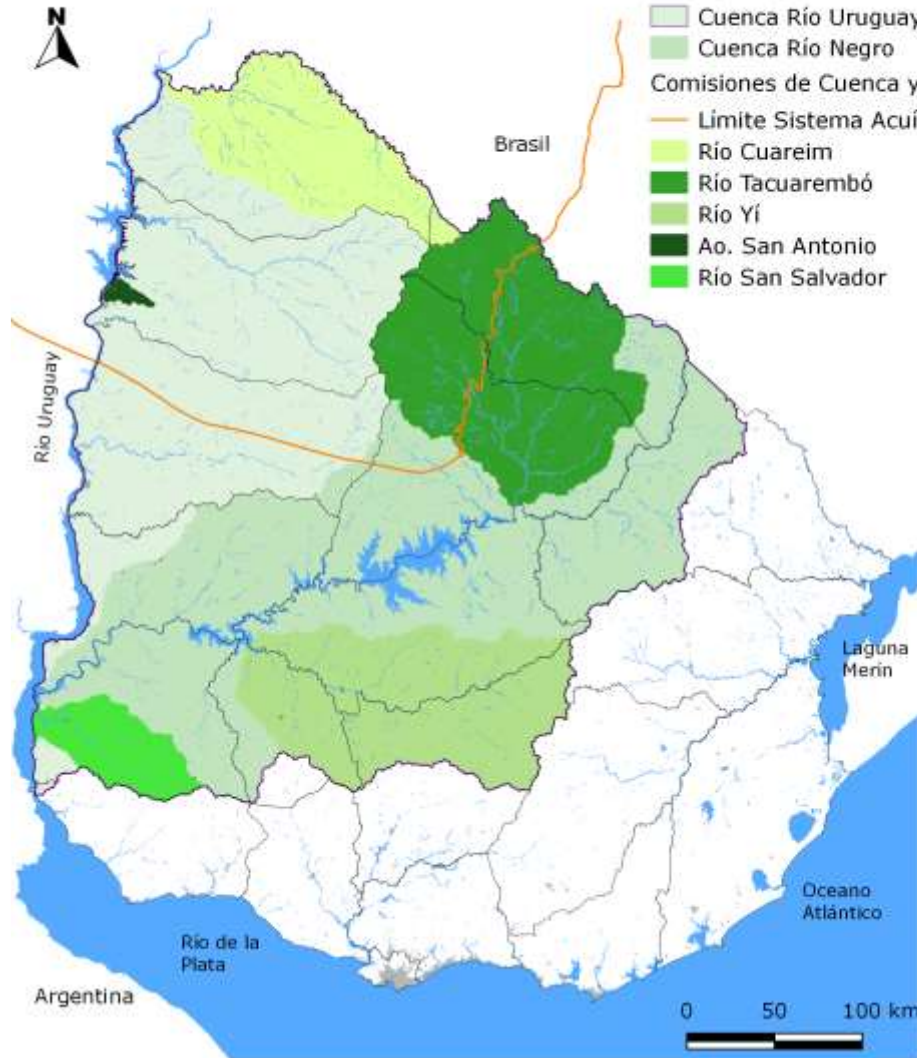 N
Cuenca Río Uruguay
Cuenca Río Negro
Comisiones de Cuenca y
Límite Sistema Acuí
Río Cuareim
Río Tacuarembó
Río Yí
Ao. San Antonio
Río San Salvador
Brasil
Río Uruguay
Laguna
Merin
Oceano
Atlántico
Río de la
Plata
Argentina
0 50 100 km